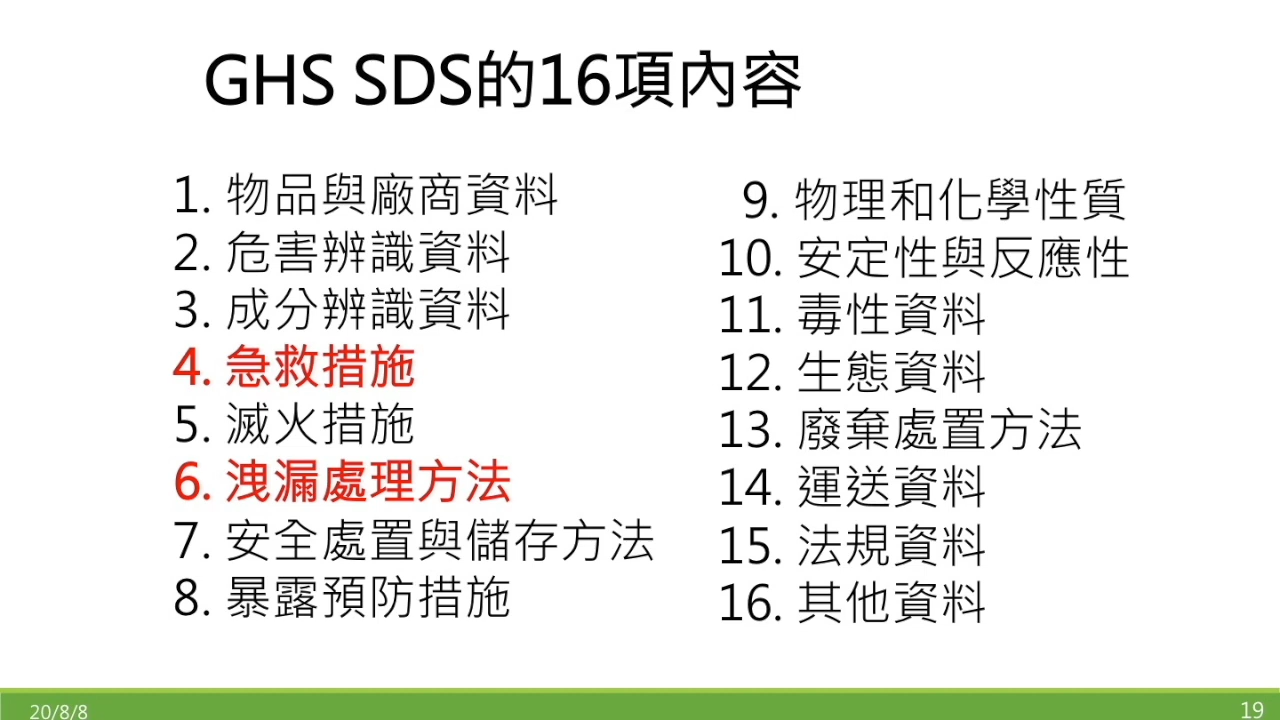 GHS SDS的16項內容
1. 物品與廠商資料
2. 危害辨識資料
3. 成分辨識資料
4. 急救措施
5. 滅火措施
6. 洩漏處理方法
7. 安全處置與儲存方法
8. 暴露預防措施
9. 物理和化學性質
10. 安定性與反應性
11. 毒性資料
12. 生態資料
13. 廢棄處置方法
14. 運送資料
15. 法規資料
16. 其他資料
20/8/8
19